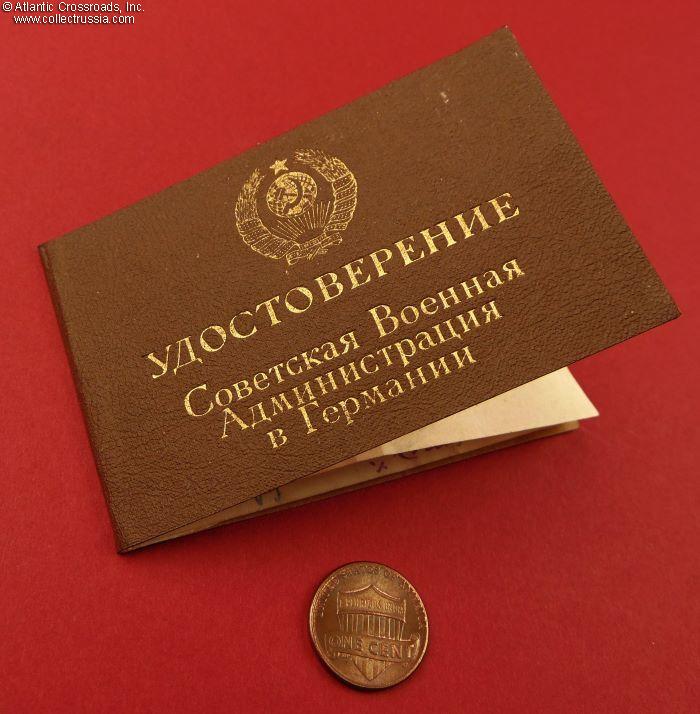 © Atlantic Crossroads, Inc.
www.collectrussia.com
УДОСТОВЕРЕНИЕ
Советская Военная
Администрация
в Германии
ONE CENT